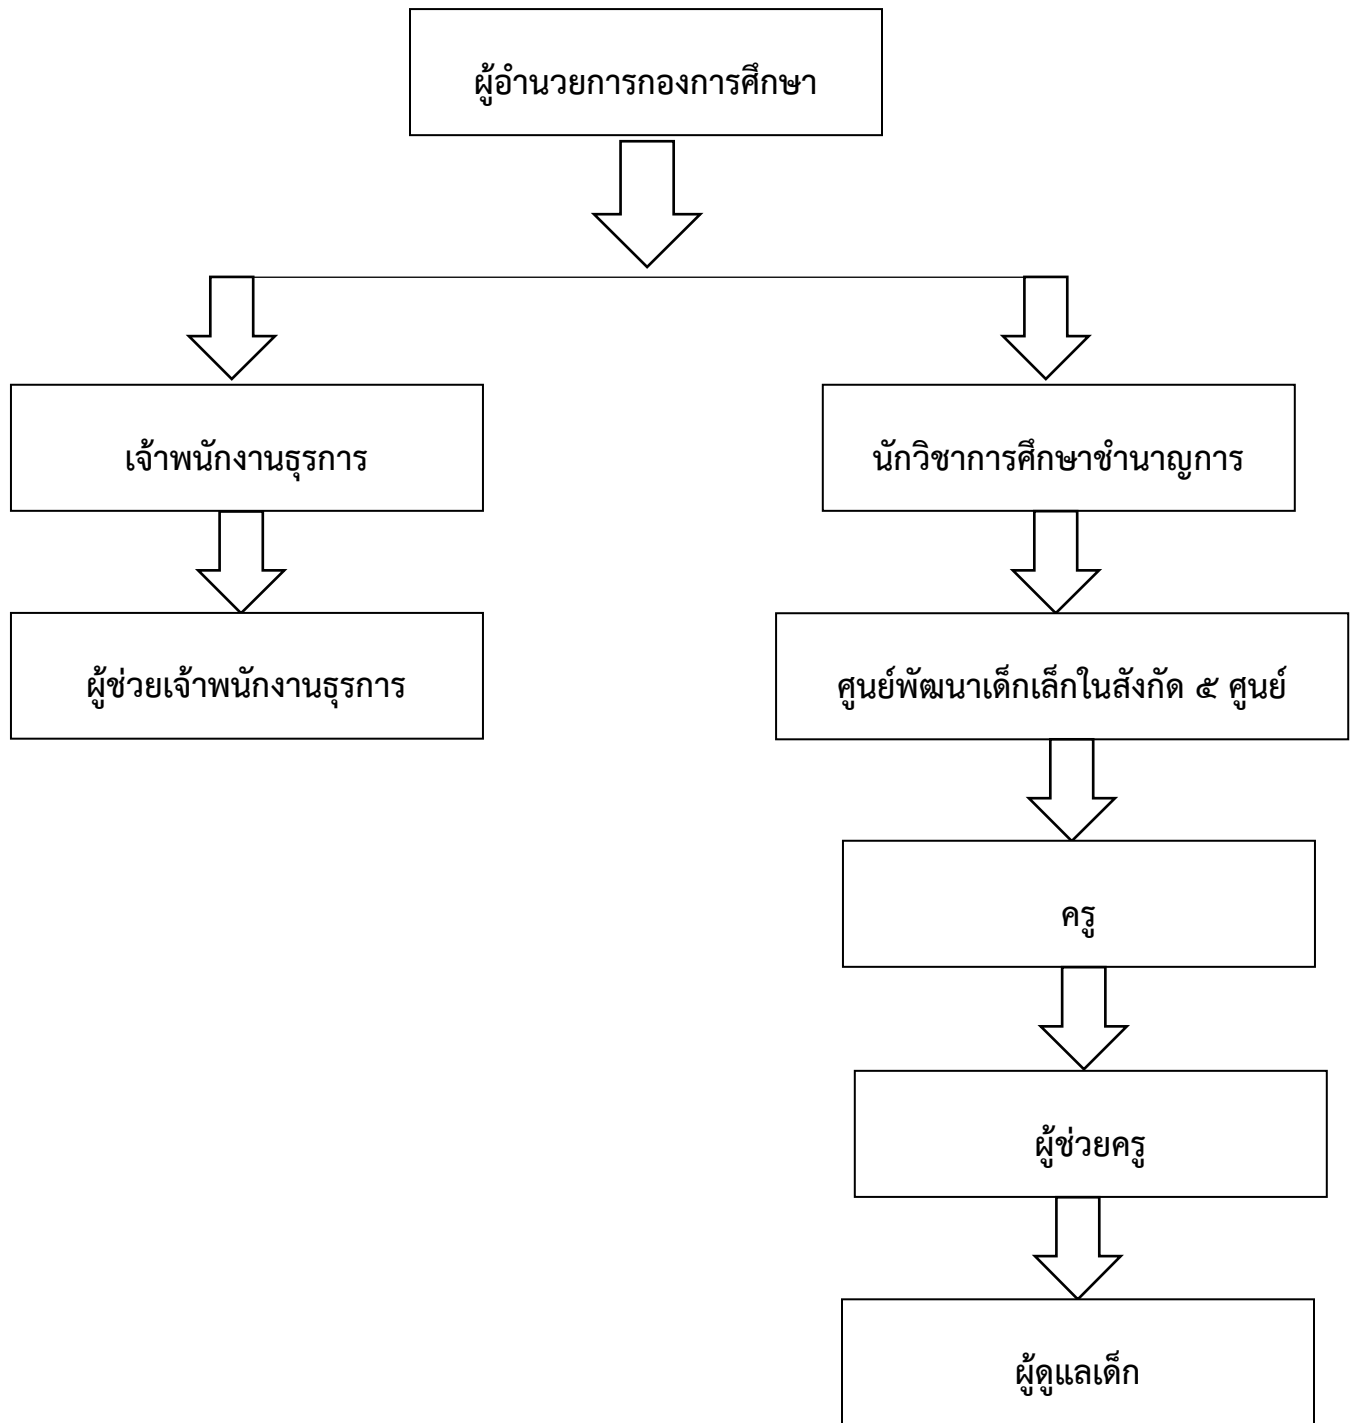 ผู้อำนวยการกองการศึกษา
เจ้าพนักงานธุรการ
นักวิชาการศึกษาชำนาญการ
ผู้ช่วยเจ้าพนักงานธุรการ
ศูนย์พัฒนาเด็กเล็กในสังกัด ๕ ศูนย์
ครู
ผู้ช่วยครู
ผู้ดูแลเด็ก